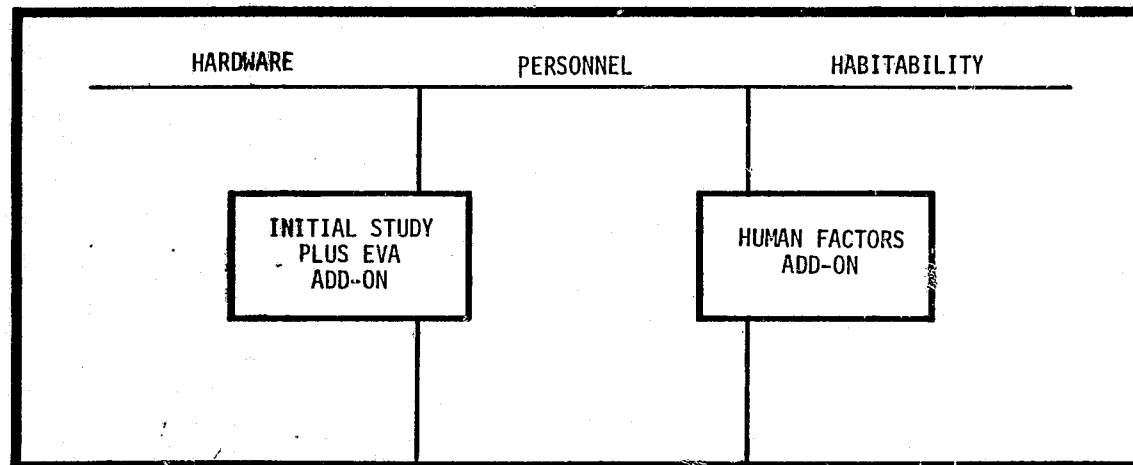 HARDWARE PERSONNEL HABITABILITY
INITIAL STUDY
PLUS EVA
ADD-ON
HUMAN FACTORS
ADD-ON